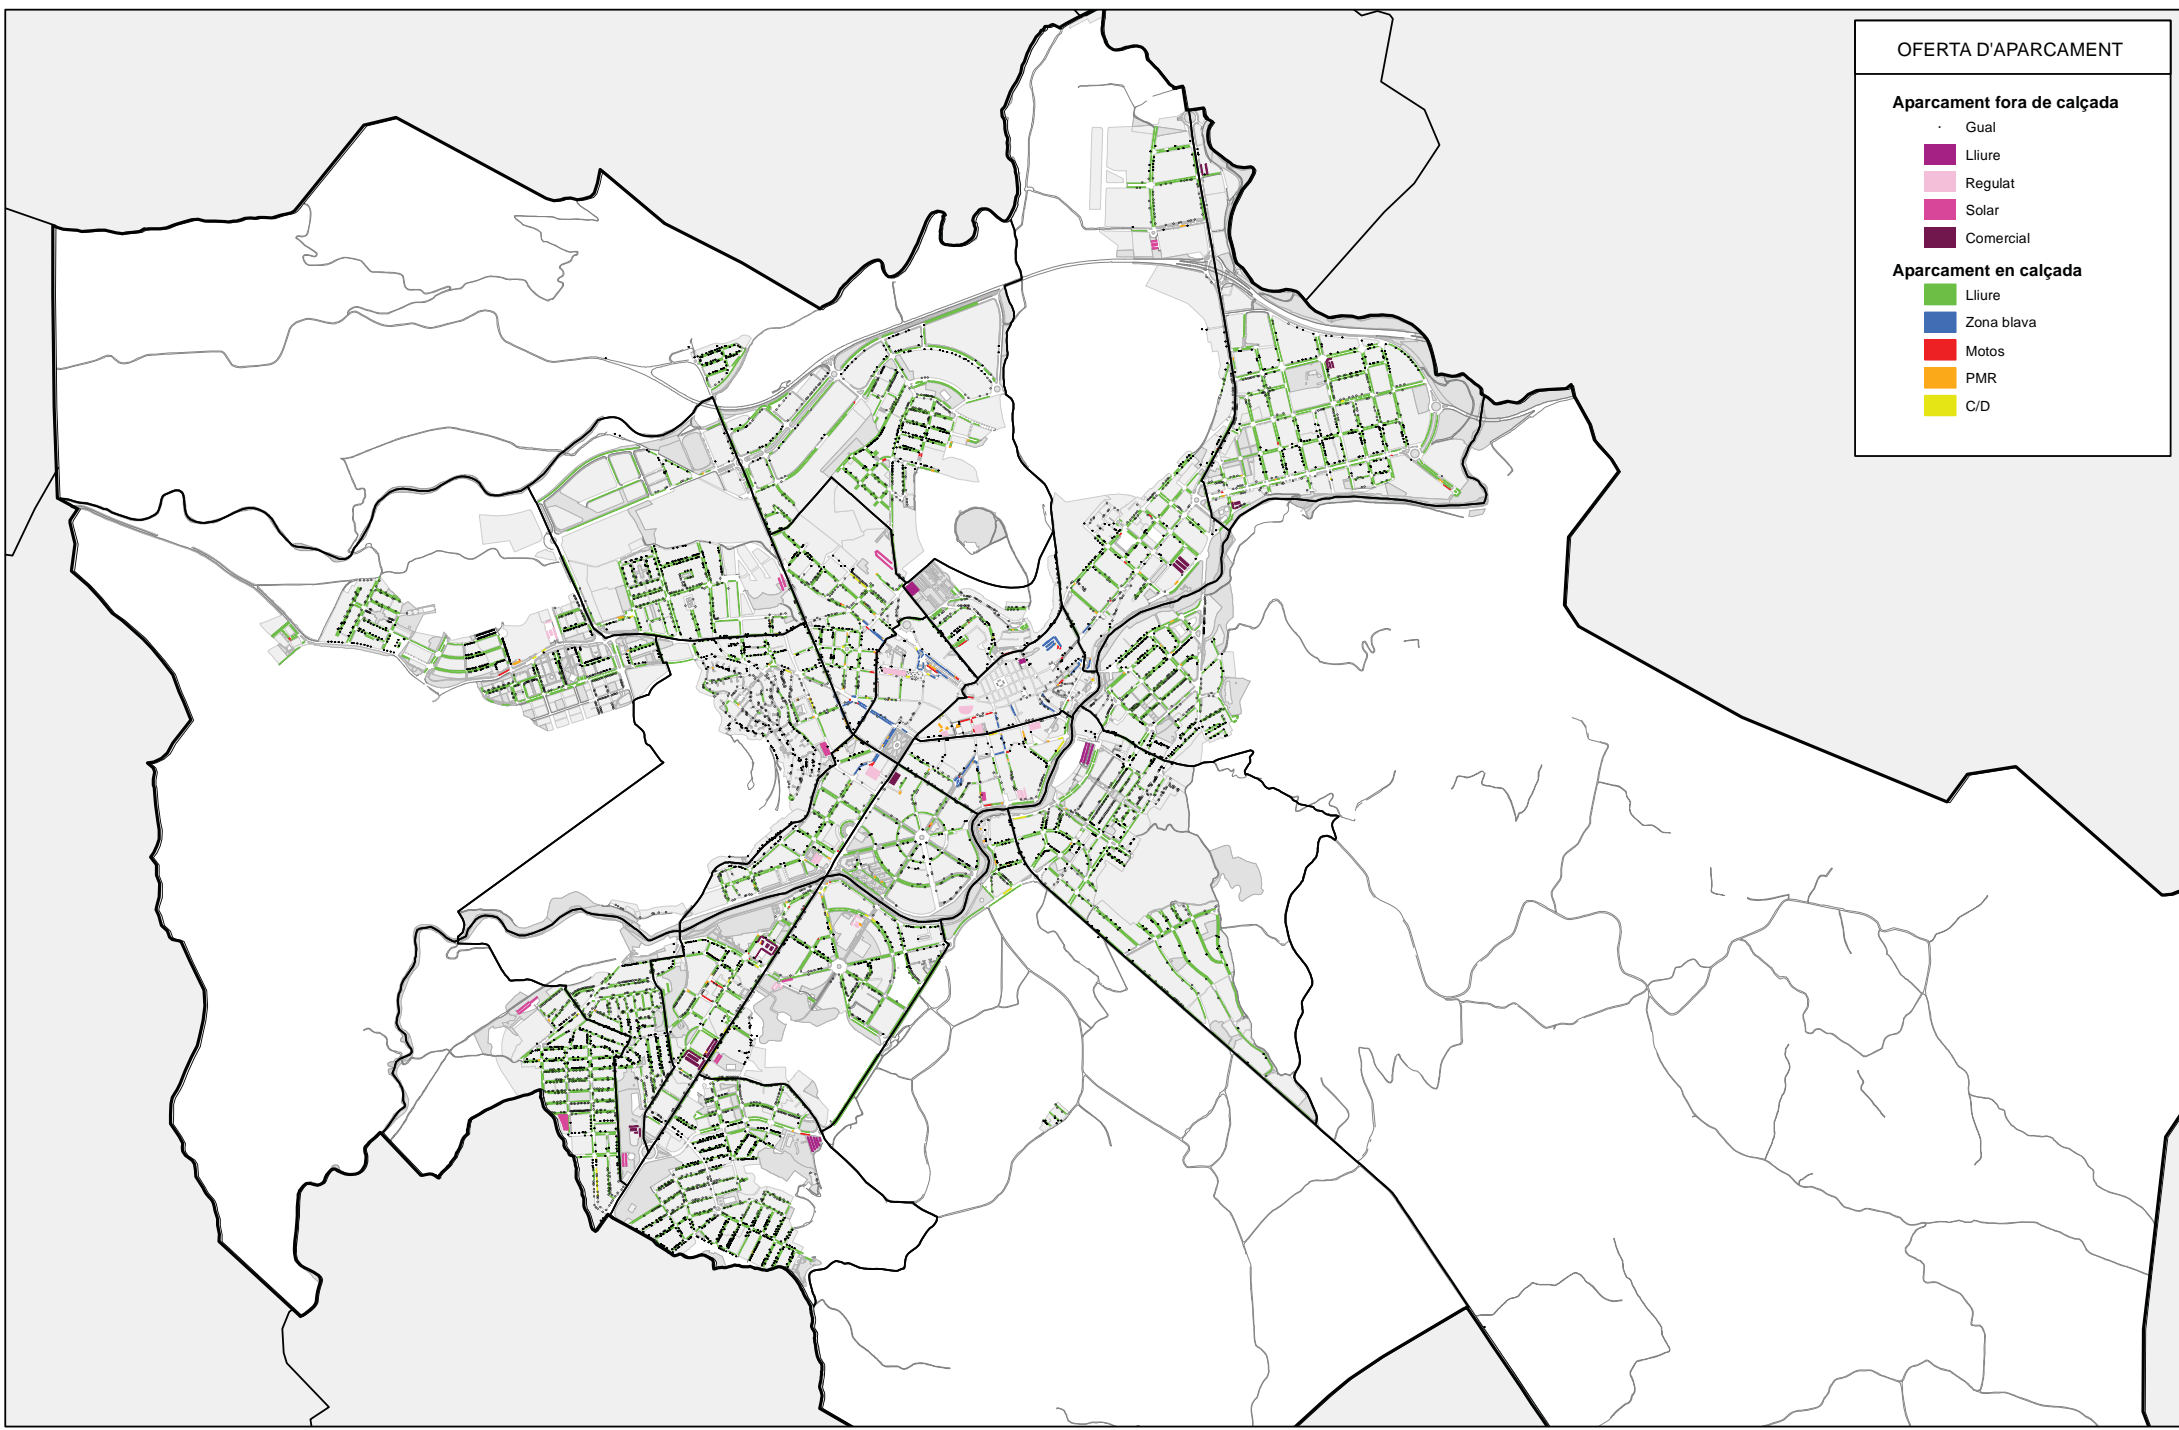 OFERTA D'APARCAMENT
Aparcament fora de calçada
Gual
Lliure
Regulat
Solar
Comercial
Aparcament en calçada
Lliure
Zona blava
Motos
PMR
C/D